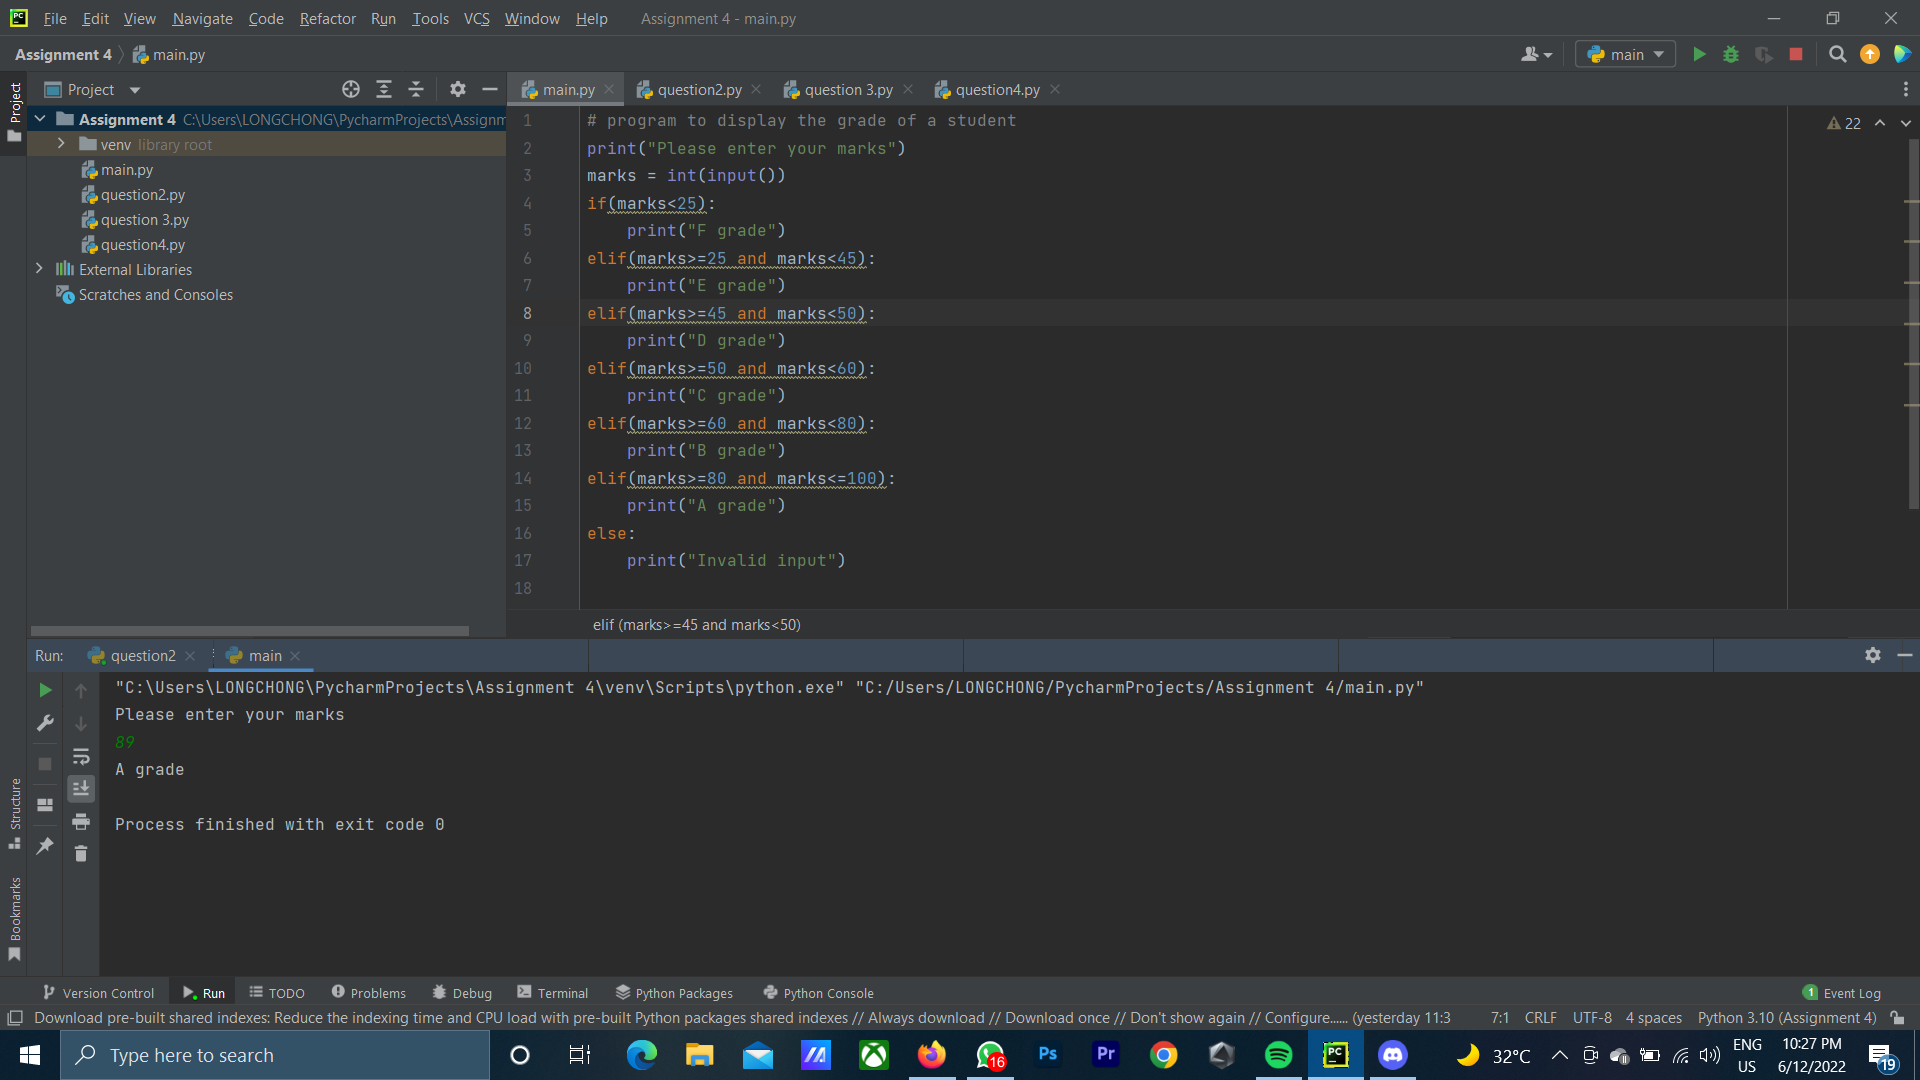 File Edit View Navigate Code Refactor Run Tools VCS Window Help Assignment 4 - main.py
Assignment 4 main.py main
Project
Project main.py question2.py question 3.py question4.py
Assignment 4 C:\Users\LONGCHONG\PycharmProjects\Assignm
venv library root
main.py
question2.py
question 3.py
question4.py
External Libraries
Scratches and Consoles
22
1 # program to display the grade of a student
2 print("Please enter your marks")
3 marks = int(input())
4 if(marks<25):
5 print("F grade")
6 elif(marks>=25 and marks<45):
7 print("E grade")
8 elif(marks>=45 and marks<50):
9 print("D grade")
10 elif(marks>=50 and marks<60):
11 print("C grade")
12 elif(marks>=60 and marks<80):
13 print("B grade")
14 elif(marks>=80 and marks<=100):
15 print("A grade")
16 else:
17 print("Invalid input")
18
elif (marks>=45 and marks<50)
Run: question2 main
"C:\Users\LONGCHONG\PycharmProjects\Assignment 4\venv\Scripts\python.exe" "C:/Users/LONGCHONG/PycharmProjects/Assignment 4/main.py"
Please enter your marks
89
A grade
Process finished with exit code 0
Structure
Bookmarks
Version Control Run TODO Problems Debug Terminal Python Packages Python Console 1 Event Log
Download pre-built shared indexes: Reduce the indexing time and CPU load with pre-built Python packages shared indexes // Always download // Download once // Don't show again // Configure...... (yesterday 11:3 7:1 CRLF UTF-8 4 spaces Python 3.10 (Assignment 4)
Type here to search 16 Ps Pr PC 32°C ENG US 10:27 PM 6/12/2022 19